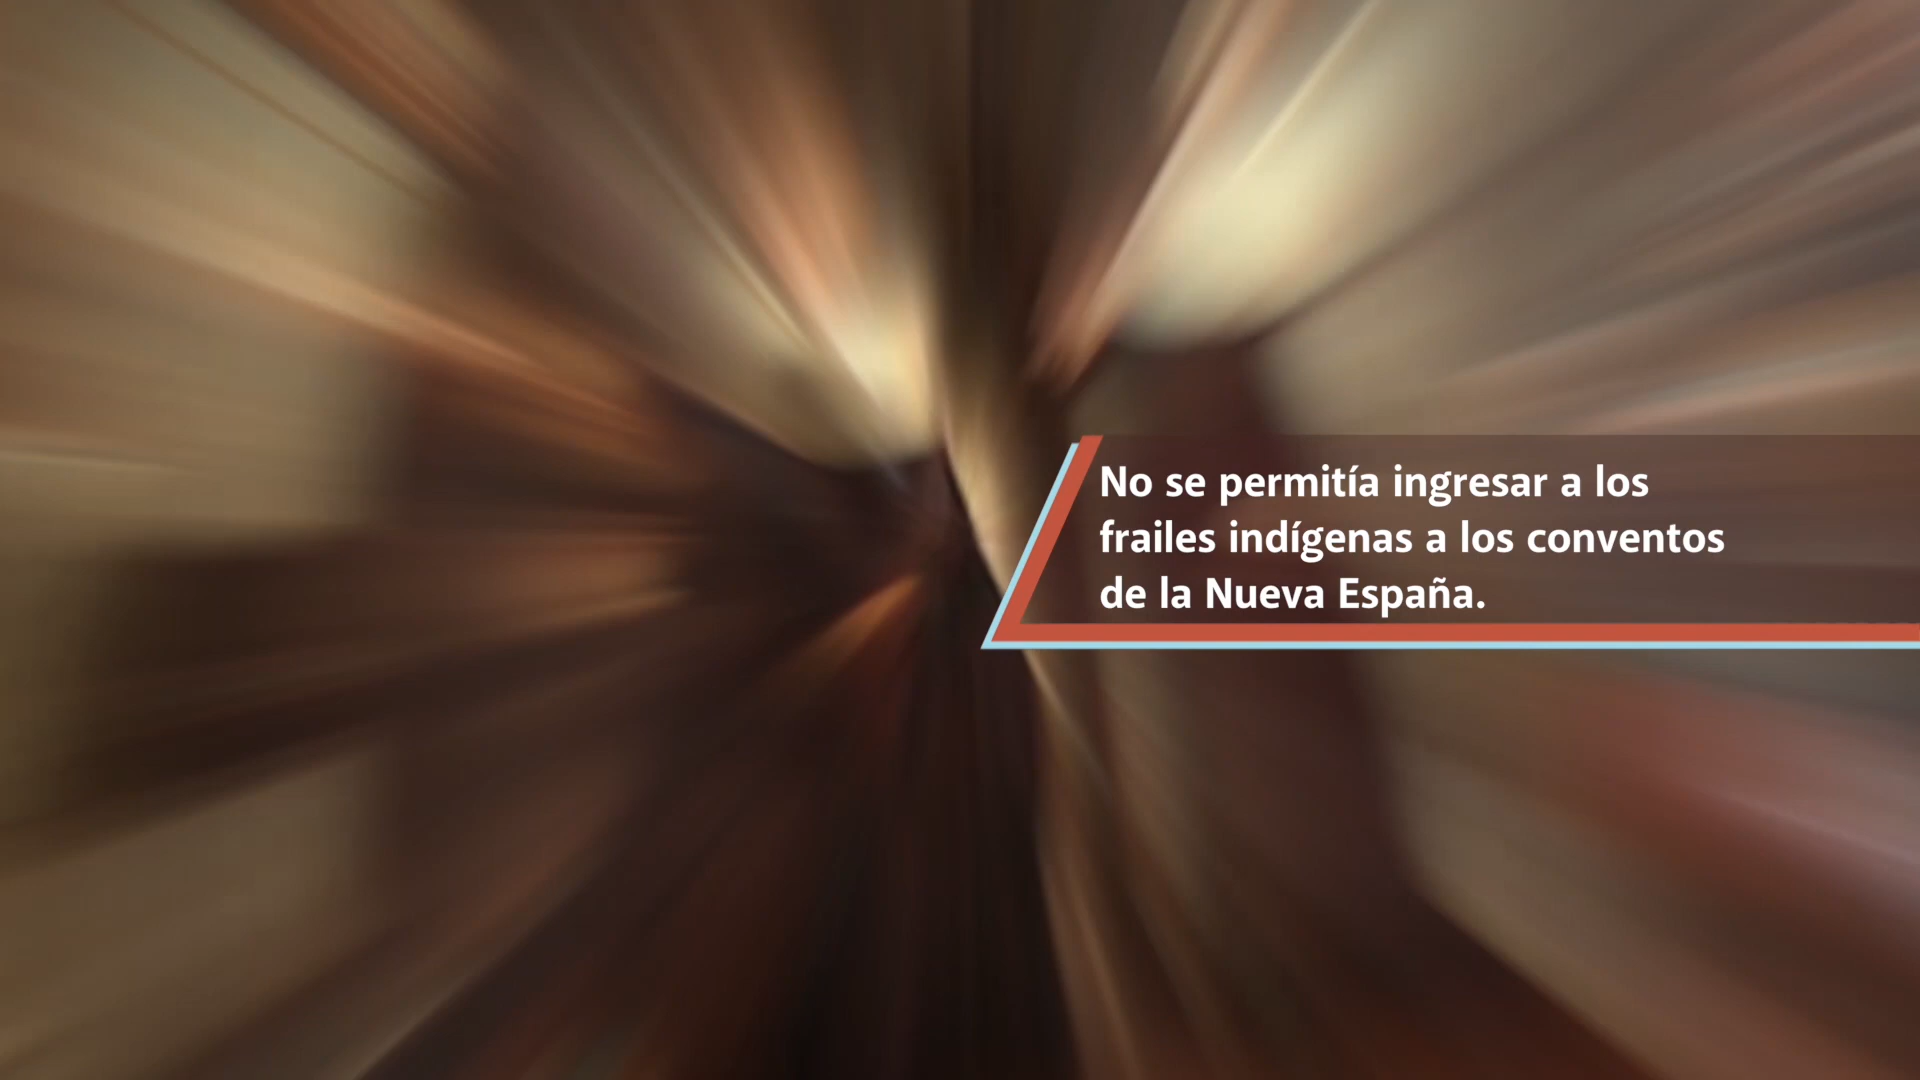 No se permitía ingresar a los
frailes indígenas a los conventos
de la Nueva España.